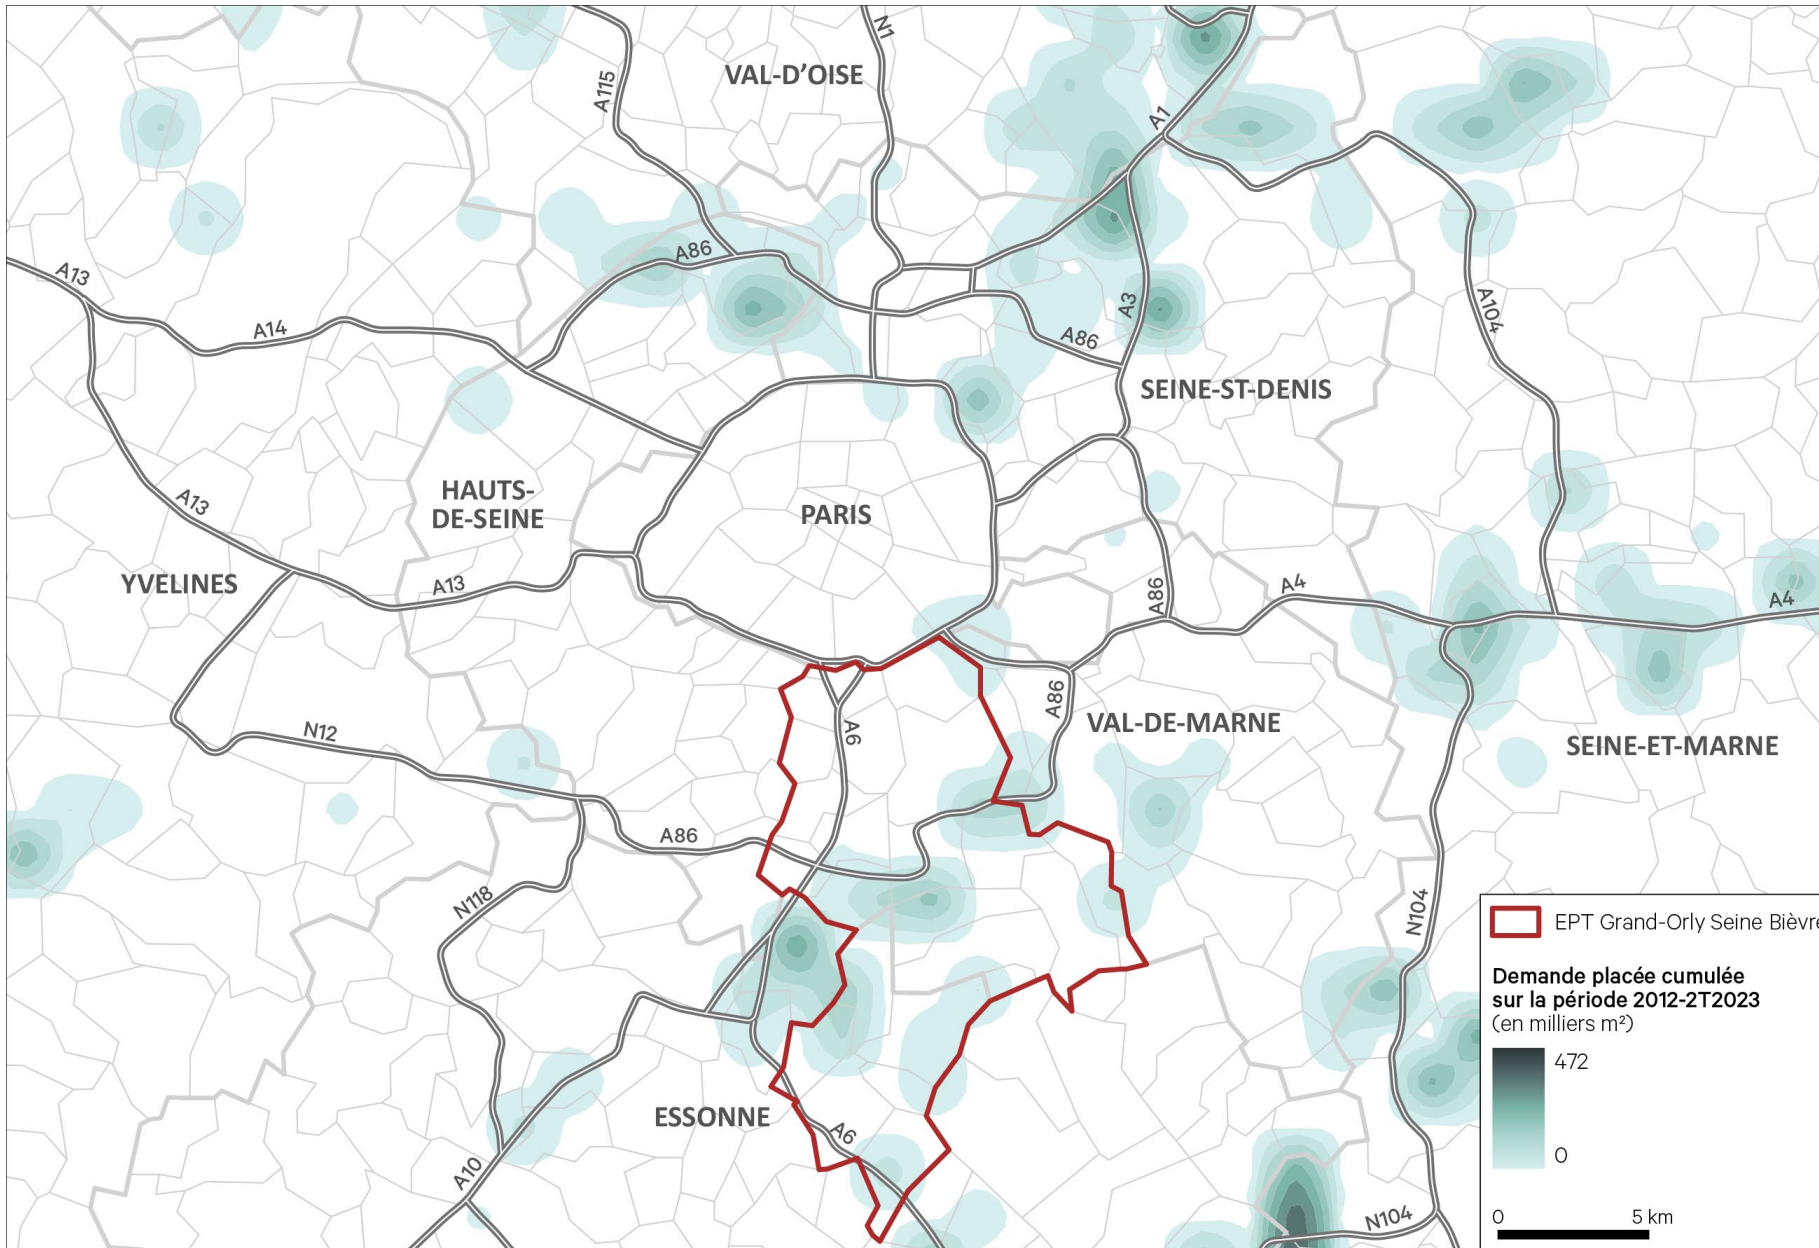 N1
VAL-D'OISE
A115
A1
A86
A13
A14
A3
A104
A86
SEINE-ST-DENIS
HAUTS-
DE-SEINE
PARIS
A13
YVELINES
A13
A86
A4
A4
N12
A6
A86
VAL-DE-MARNE
SEINE-ET-MARNE
A86
N118
N104
ESSONNE
A6
A10
N104
EPT Grand-Orly Seine Bièvre
Demande placée cumulée
sur la période 2012-2T2023
(en milliers m²)
472
0
0 5 km